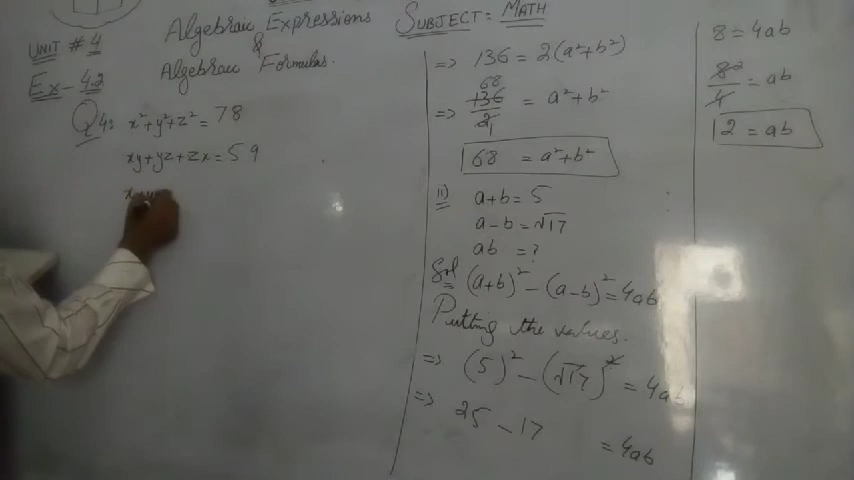 UNIT # 4
Ex - 4.2
Algebraic Expressions
&
Algebraic Formulas.
SUBJECT: MATH
Q4: x²+y²+z² = 78
xy+yz+zx = 59
=> 136 = 2(a²+b²)
68
=> 136/2 = a²+b²
1
68 = a²+b²
ii) a+b = 5
a-b = √17
ab = ?
Sol (a+b)² - (a-b)² = 4ab
Putting the values.
=> (5)² - (√17)² = 4ab
=> 25 - 17 = 4ab
8 = 4ab
8/4 = ab
2 = ab